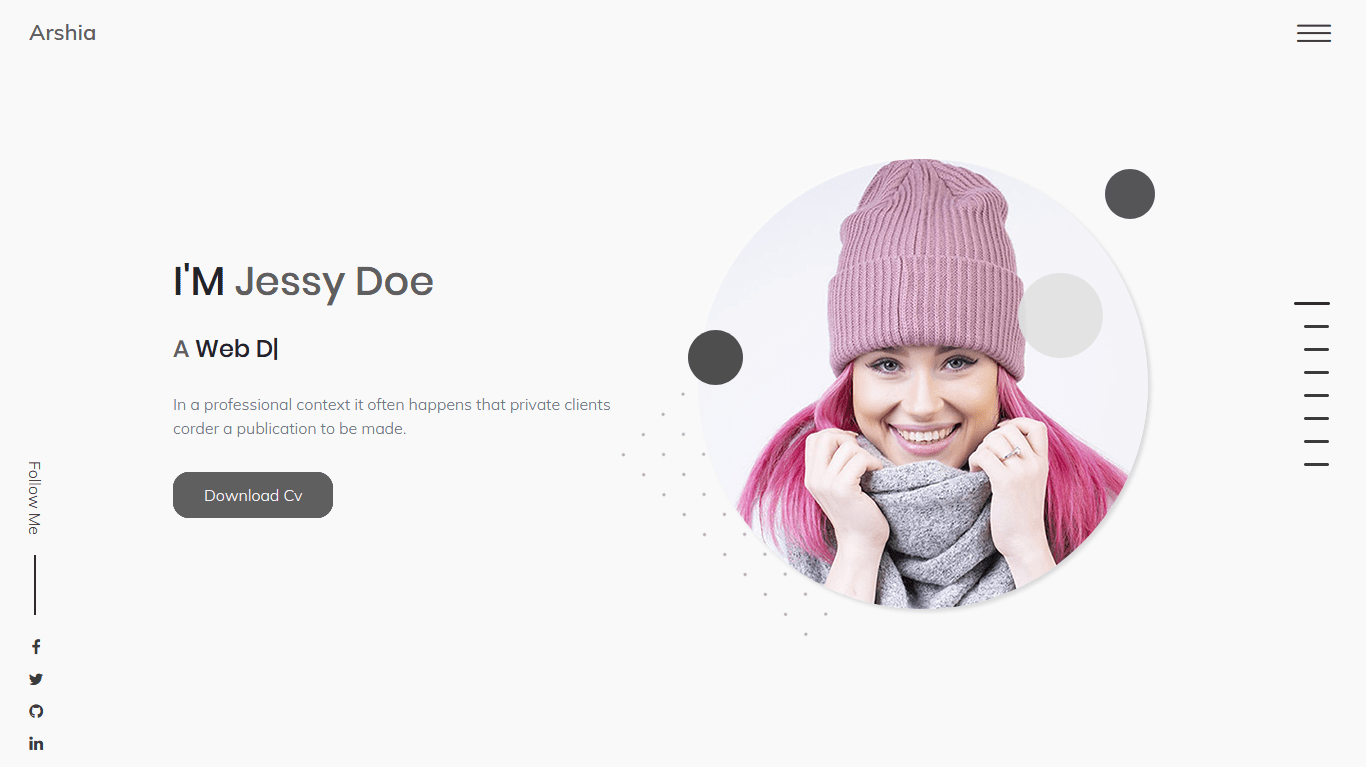 Arshia
I'M Jessy Doe
A Web D|
In a professional context it often happens that private clients
corder a publication to be made.
Download Cv
Follow Me